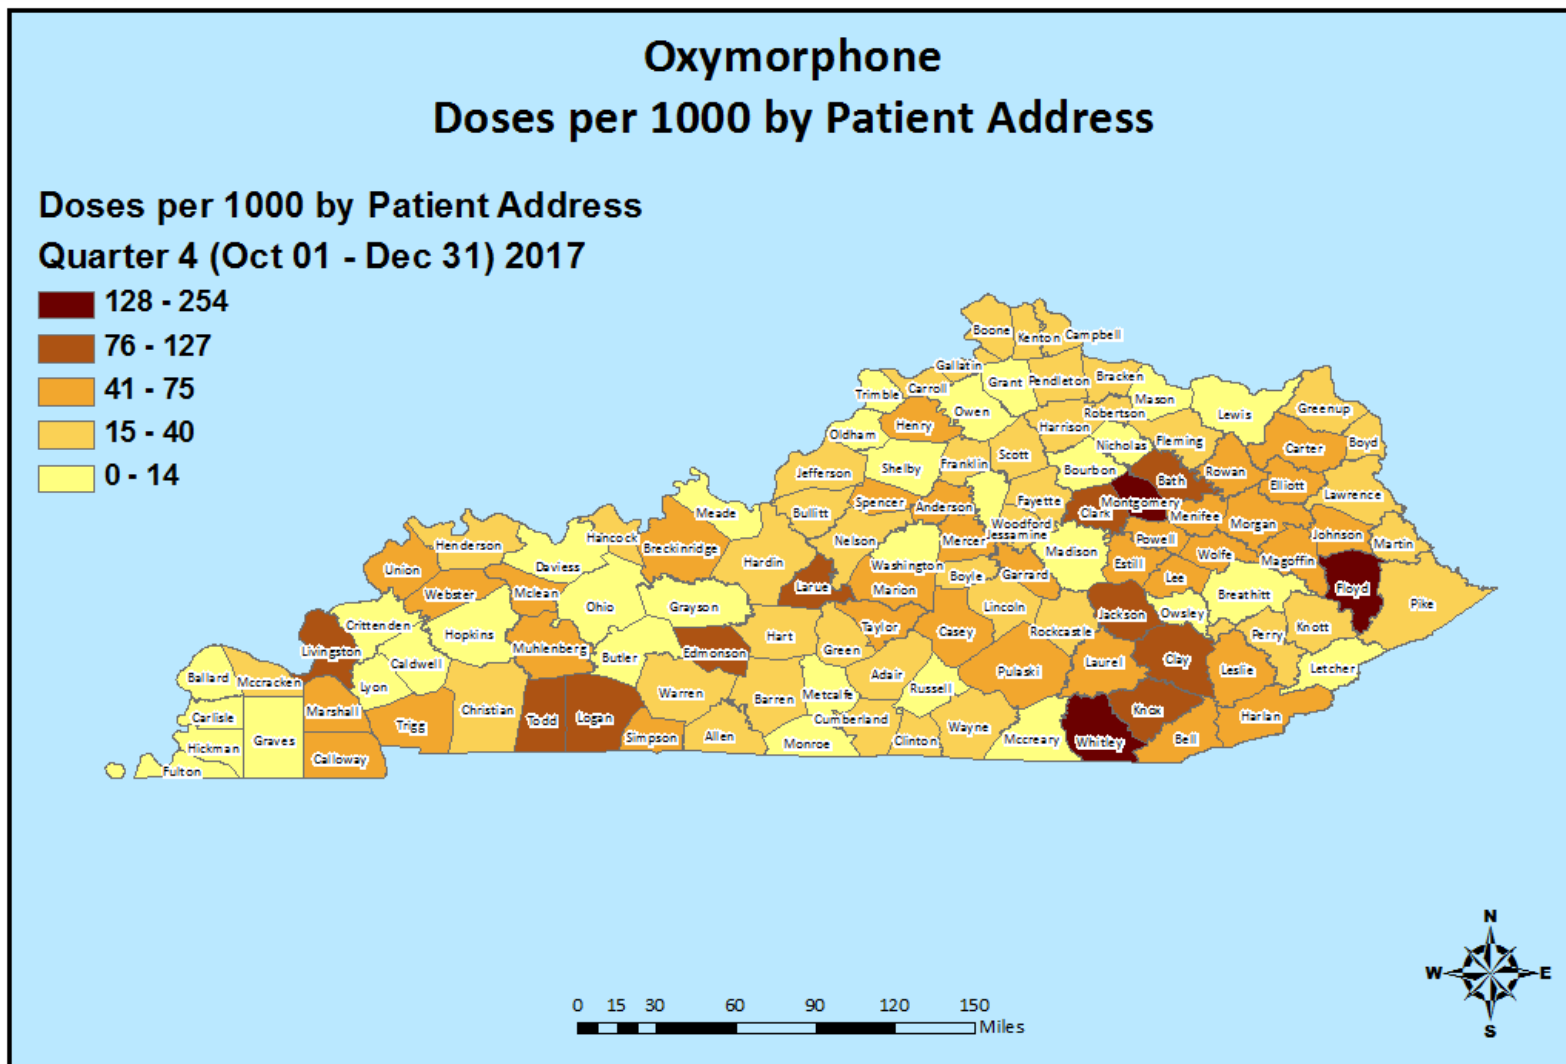 Oxymorphone
Doses per 1000 by Patient Address
Doses per 1000 by Patient Address
Quarter 4 (Oct 01 - Dec 31) 2017
128 - 254
76 - 127
41 - 75
15 - 40
0 - 14
Boone
Kenton
Campbell
Gallatin
Grant
Pendleton
Bracken
Trimble
Carroll
Owen
Mason
Lewis
Greenup
Henry
Robertson
Harrison
Oldham
Nicholas
Fleming
Carter
Boyd
Jefferson
Shelby
Franklin
Scott
Bourbon
Rowan
Bath
Elliott
Lawrence
Spencer
Anderson
Fayette
Clark
Montgomery
Menifee
Morgan
Meade
Bullitt
Woodford
Jessamine
Henderson
Hancock
Breckinridge
Nelson
Mercer
Madison
Powell
Johnson
Martin
Union
Daviess
Hardin
Washington
Boyle
Garrard
Estill
Wolfe
Magoffin
Lee
Webster
Mclean
Ohio
Grayson
Larue
Marion
Lincoln
Jackson
Owsley
Breathitt
Floyd
Pike
Crittenden
Hopkins
Muhlenberg
Hart
Taylor
Casey
Rockcastle
Perry
Knott
Livingston
Caldwell
Butler
Edmonson
Green
Pulaski
Laurel
Clay
Leslie
Letcher
Ballard
Mccracken
Lyon
Warren
Barren
Metcalfe
Adair
Russell
Carlisle
Marshall
Trigg
Christian
Todd
Logan
Simpson
Allen
Monroe
Cumberland
Clinton
Wayne
Mccreary
Whitley
Knox
Bell
Harlan
Hickman
Graves
Calloway
Fulton
N
W
E
S
0 15 30 60 90 120 150
Miles